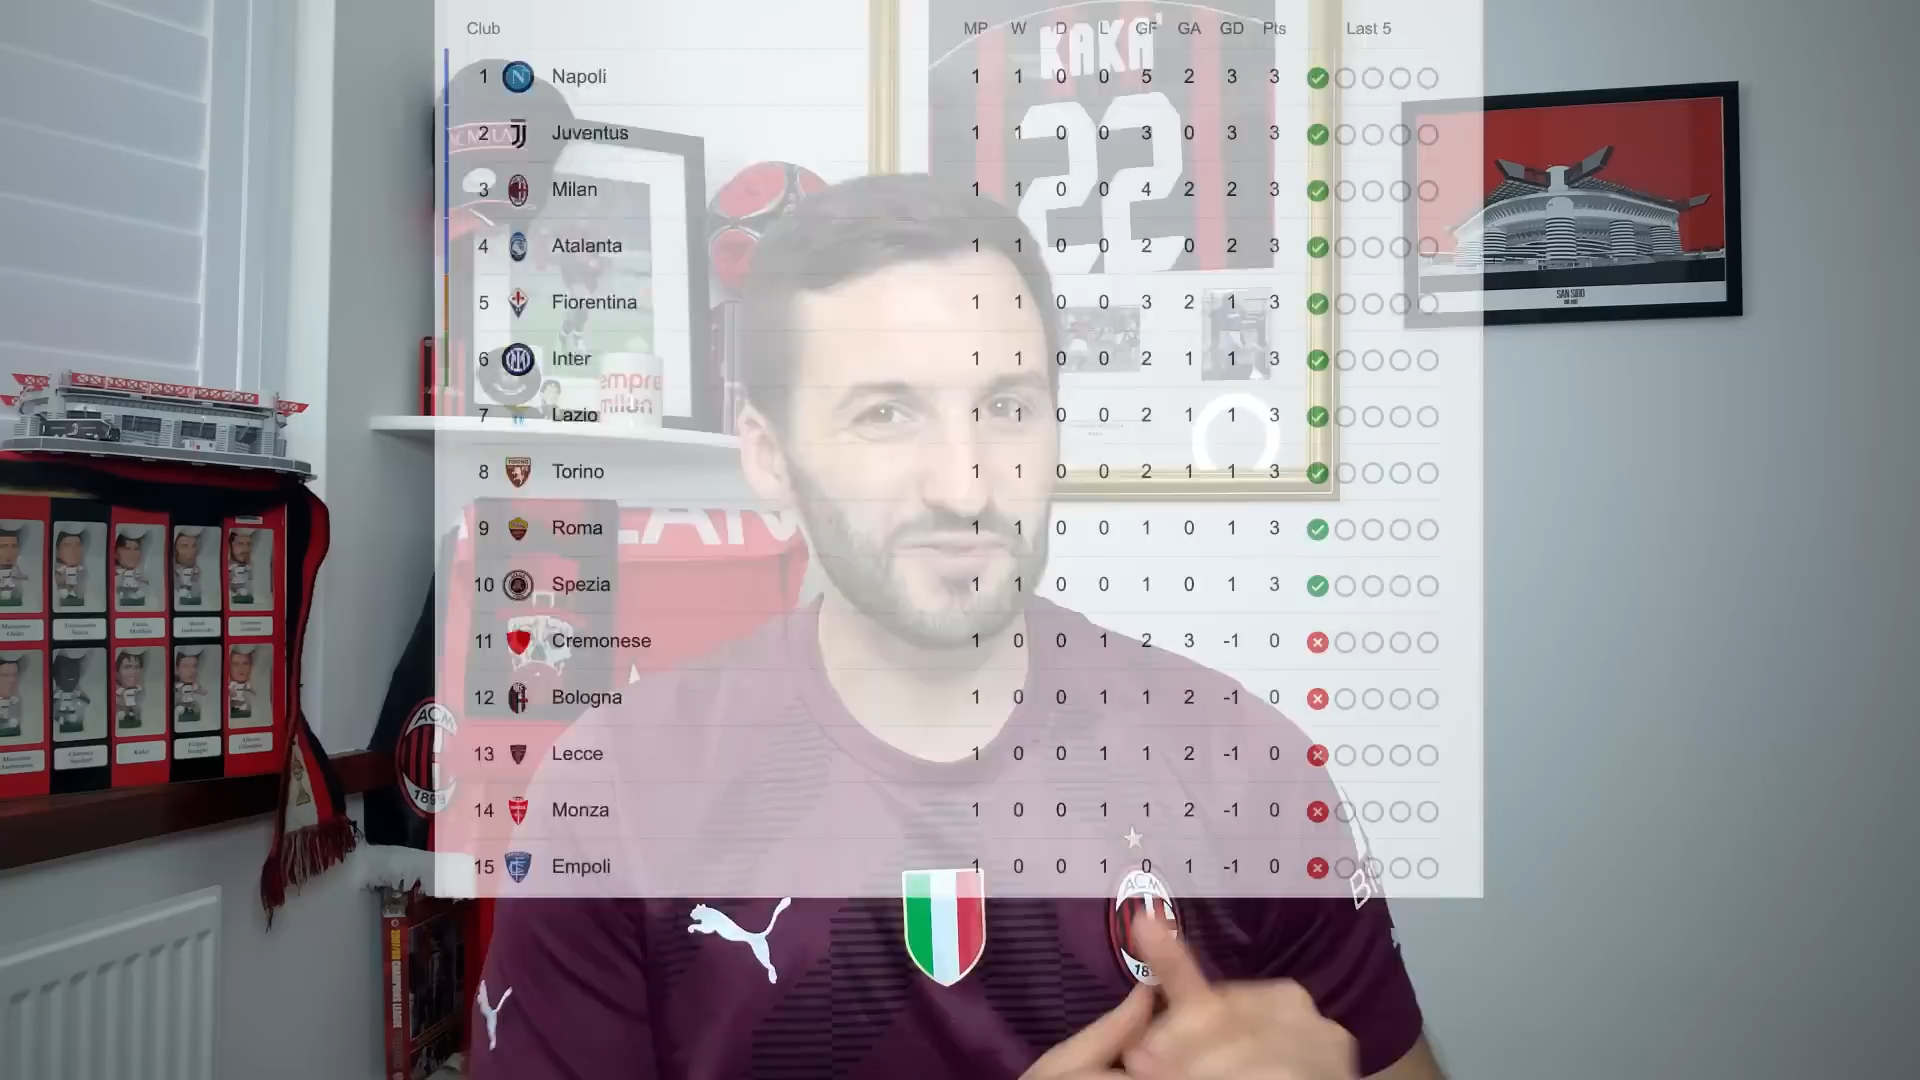 Club MP W D L GF GA GD Pts Last 5
1 Napoli 1 1 0 0 5 2 3 3
2 Juventus 1 1 0 0 3 0 3 3
3 Milan 1 1 0 0 4 2 2 3
4 Atalanta 1 1 0 0 2 0 2 3
5 Fiorentina 1 1 0 0 3 2 1 3
6 Inter 1 1 0 0 2 1 1 3
7 Lazio 1 1 0 0 2 1 1 3
8 Torino 1 1 0 0 2 1 1 3
9 Roma 1 1 0 0 1 0 1 3
10 Spezia 1 1 0 0 1 0 1 3
11 Cremonese 1 0 0 1 2 3 -1 0
12 Bologna 1 0 0 1 1 2 -1 0
13 Lecce 1 0 0 1 1 2 -1 0
14 Monza 1 0 0 1 1 2 -1 0
15 Empoli 1 0 0 1 0 1 -1 0
KAKA'
22
SAN SIRO
ACM
1899
ACM